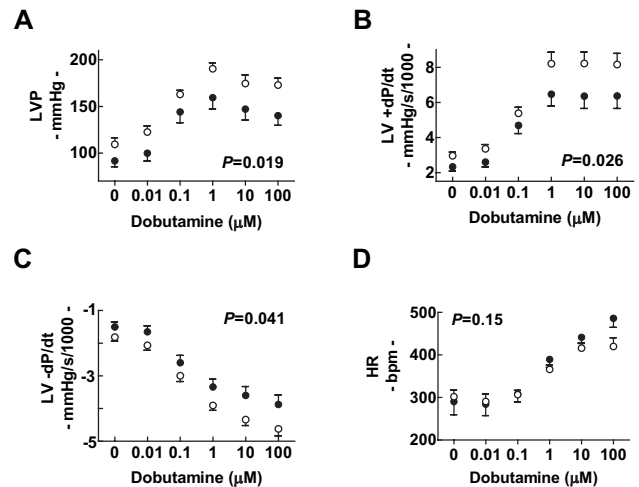 A
LVP
- mmHg -
200
150
100
P=0.019
0 0.01 0.1 1 10 100
Dobutamine (μM)
B
LV +dP/dt
- mmHg/s/1000 -
8
6
4
2
P=0.026
0 0.01 0.1 1 10 100
Dobutamine (μM)
C
LV -dP/dt
- mmHg/s/1000 -
-1
-3
-5
P=0.041
0 0.01 0.1 1 10 100
Dobutamine (μM)
D
HR
- bpm -
500
400
300
200
P=0.15
0 0.01 0.1 1 10 100
Dobutamine (μM)